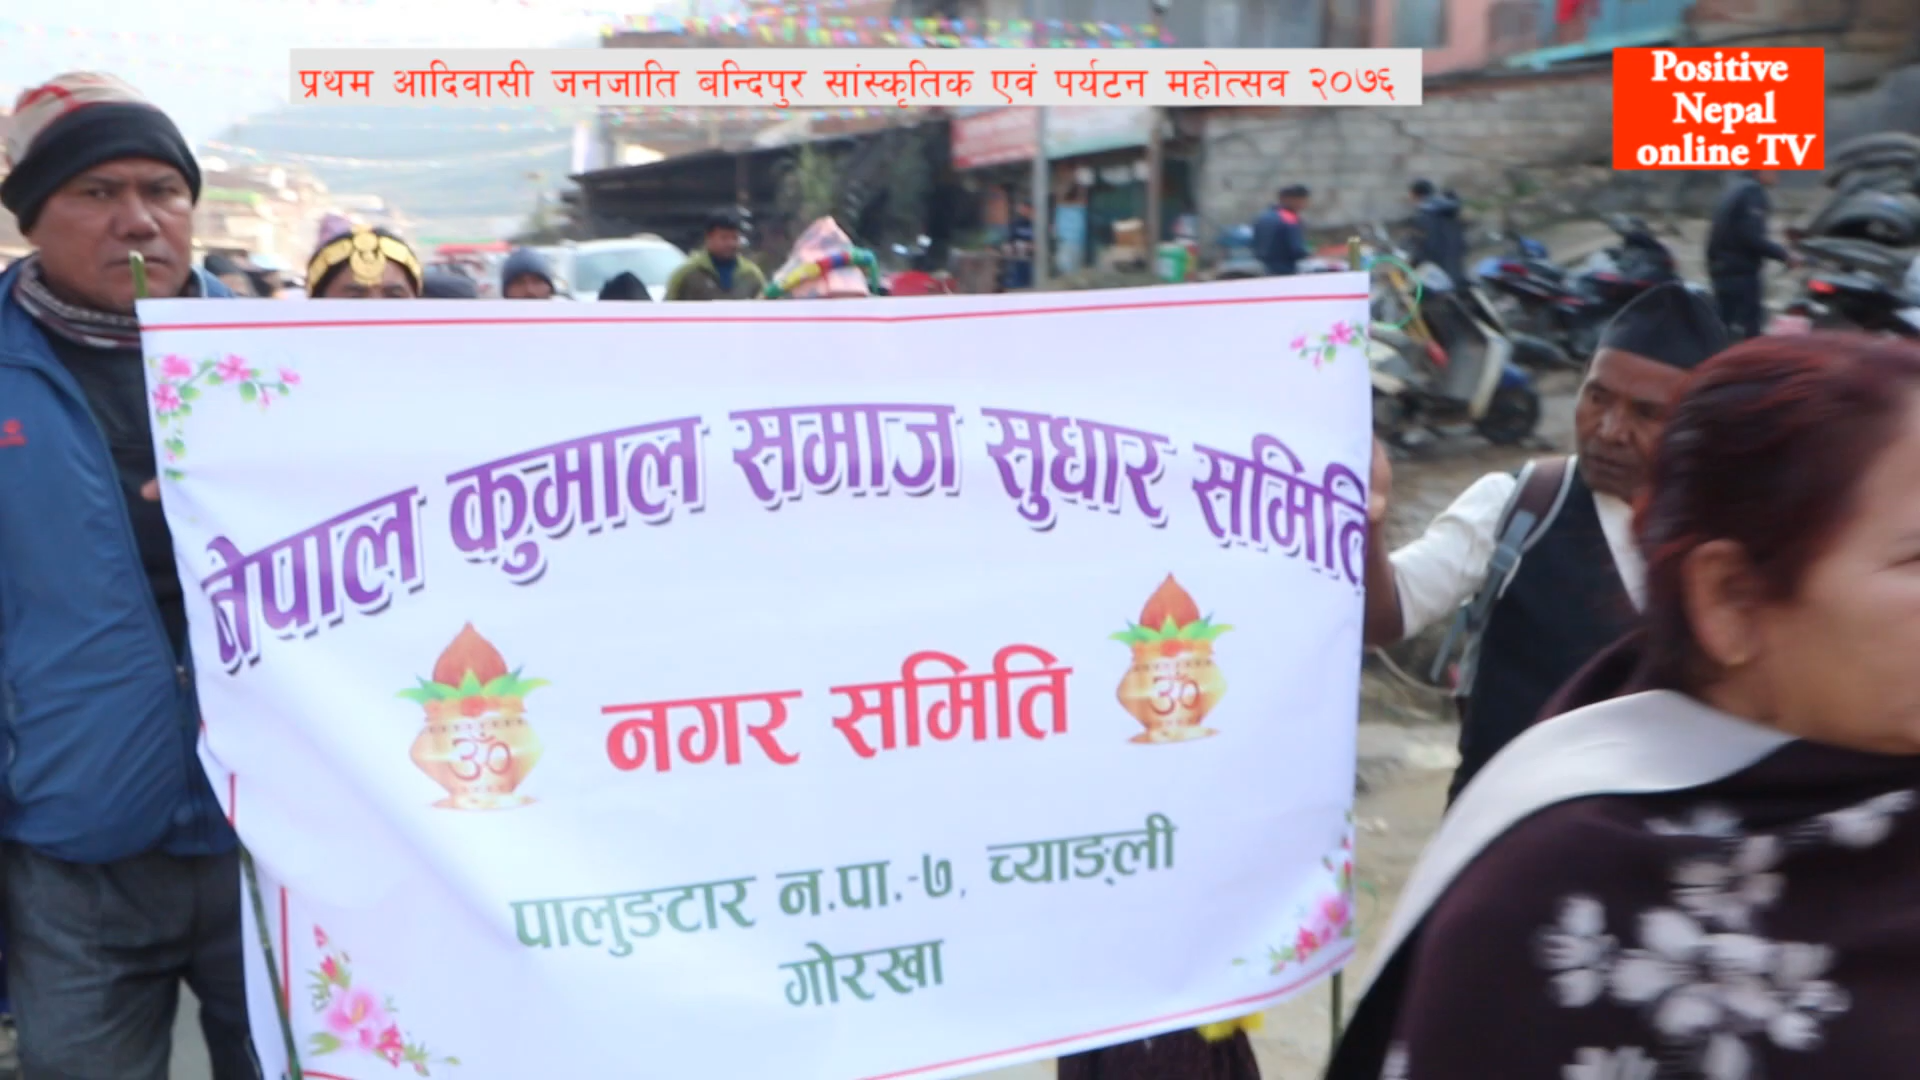 प्रथम आदिवासी जनजाति बन्दिपुर सांस्कृतिक एवं पर्यटन महोत्सव २०७६
Positive
Nepal
online TV
नेपाल कुमाल समाज सुधार समिति
नगर समिति
ॐ
ॐ
पालुङटार न.पा.-७, च्याङ्ली
गोरखा